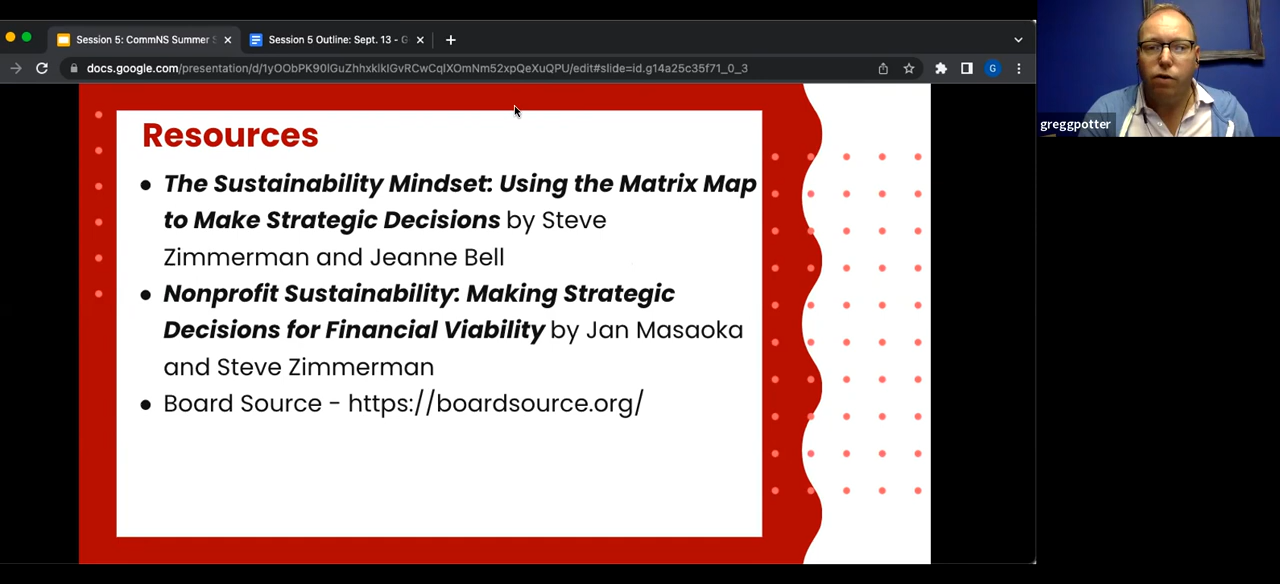 Session 5: CommNS Summer S
Session 5 Outline: Sept. 13 - G
docs.google.com/presentation/d/1yOObPK90IGuZhhxklklGvRCwCqIXOmNm52xpQeXuQPU/edit#slide=id.g14a25c35f71_0_3
G
greggpotter
Resources
● The Sustainability Mindset: Using the Matrix Map
to Make Strategic Decisions by Steve
Zimmerman and Jeanne Bell
● Nonprofit Sustainability: Making Strategic
Decisions for Financial Viability by Jan Masaoka
and Steve Zimmerman
● Board Source - https://boardsource.org/